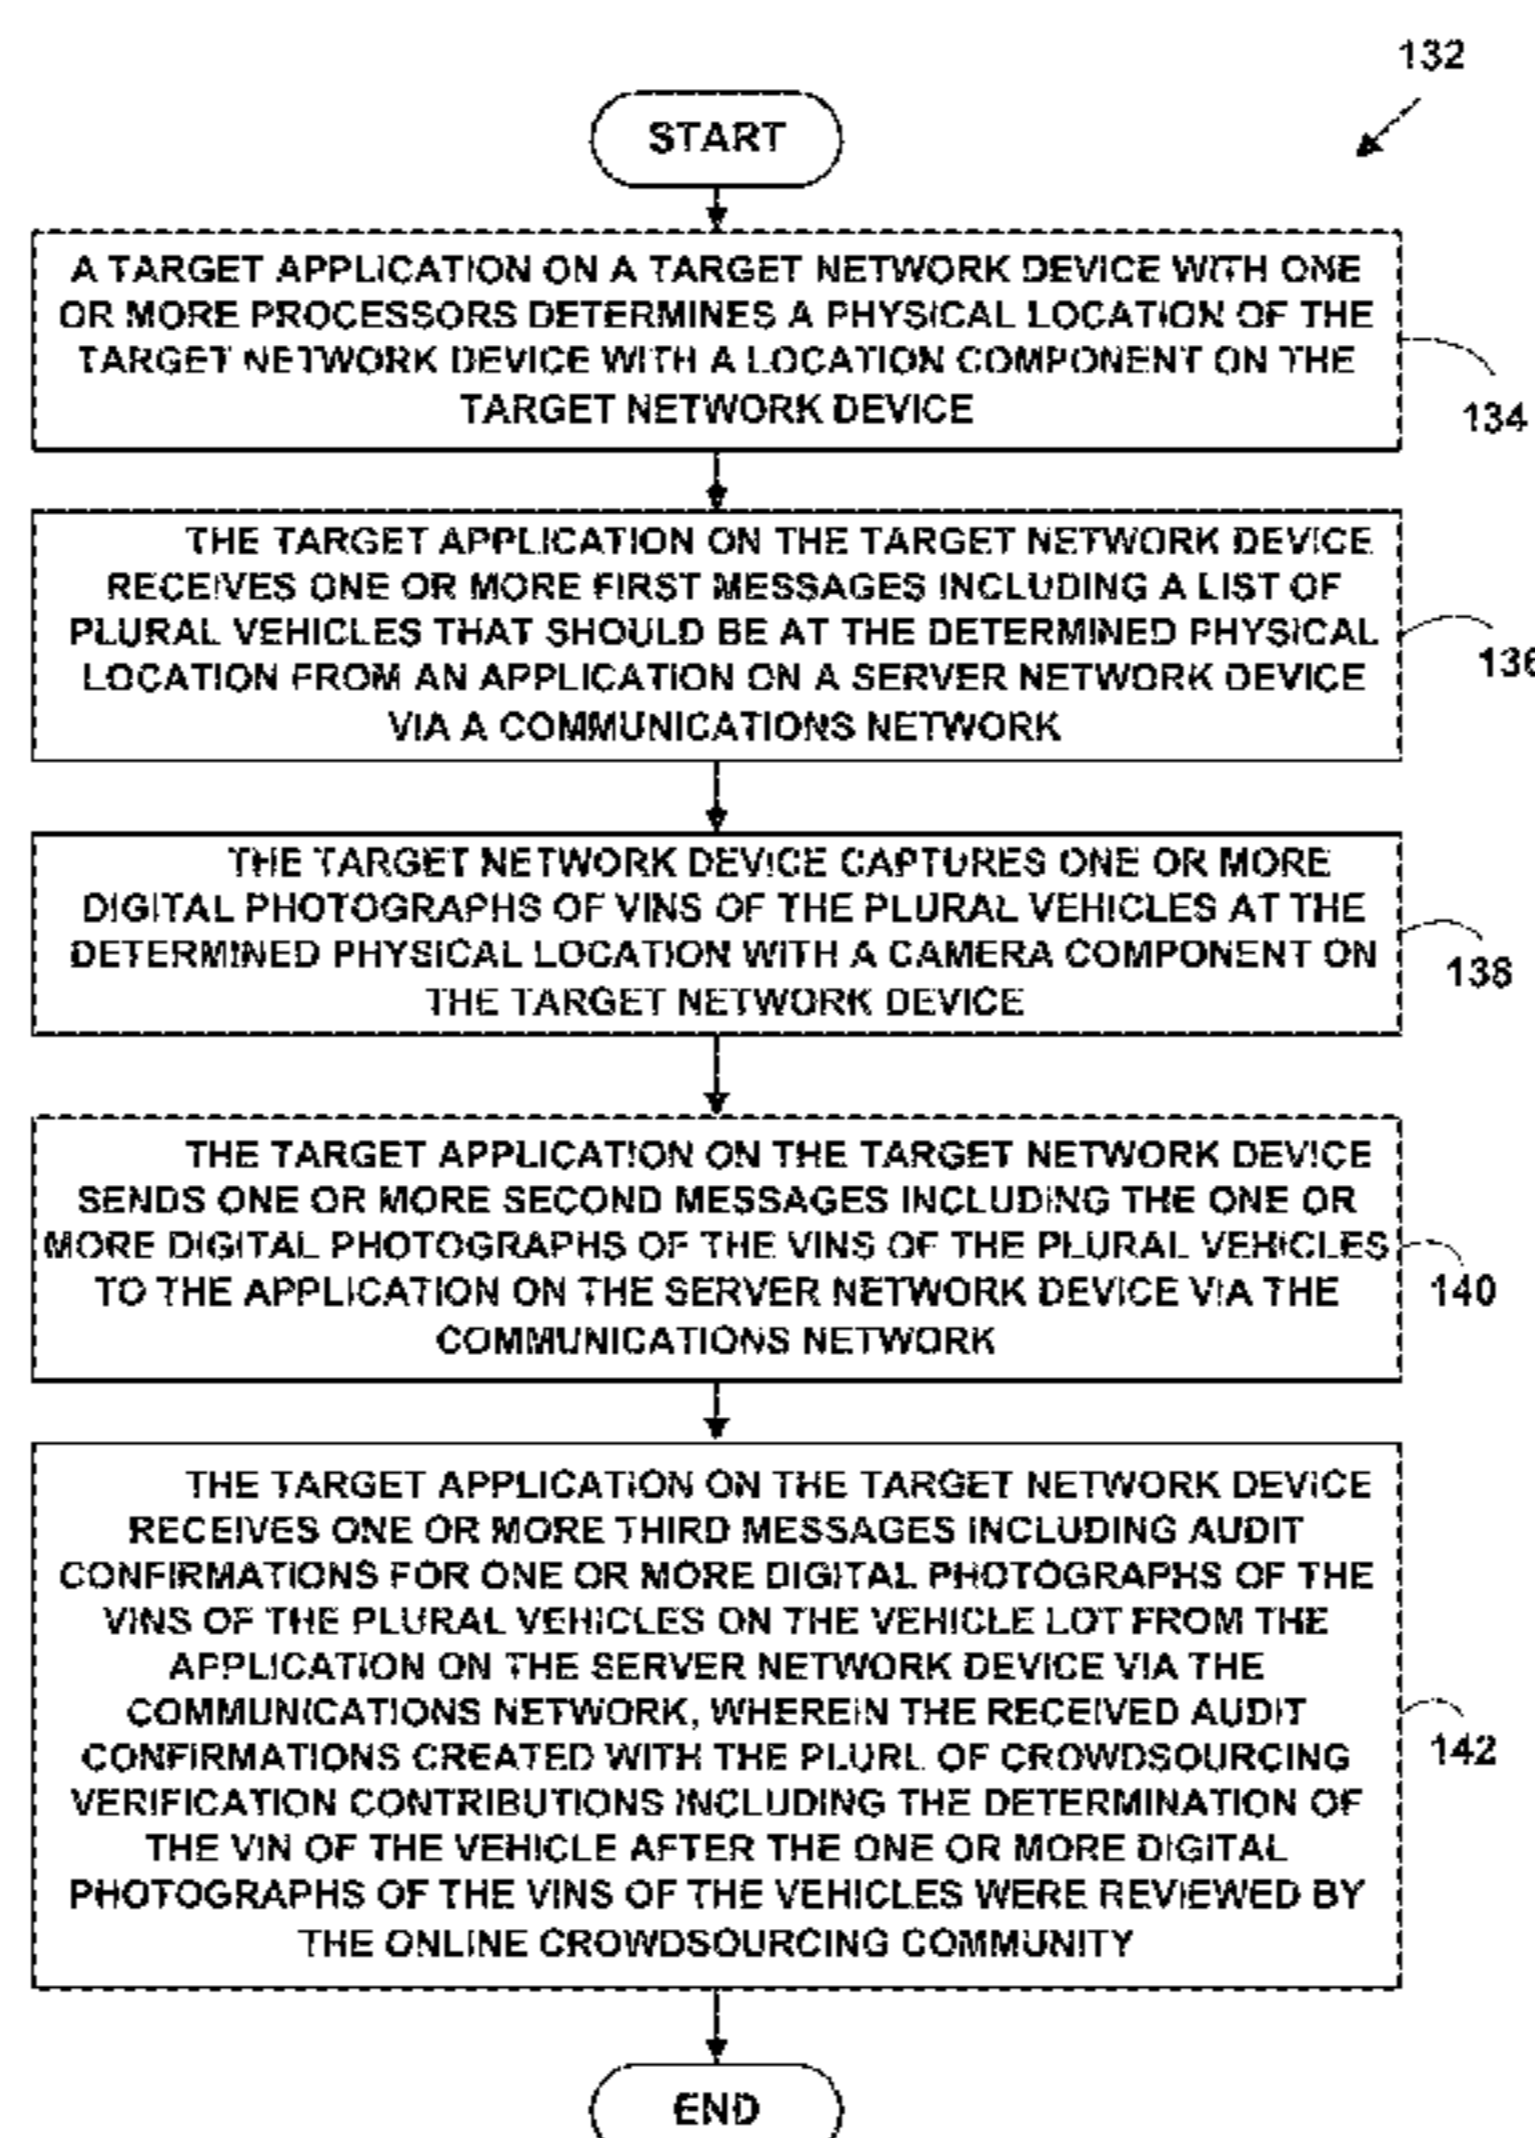 132
START
A TARGET APPLICATION ON A TARGET NETWORK DEVICE WITH ONE
OR MORE PROCESSORS DETERMINES A PHYSICAL LOCATION OF THE
TARGET NETWORK DEVICE WITH A LOCATION COMPONENT ON THE
TARGET NETWORK DEVICE
134
THE TARGET APPLICATION ON THE TARGET NETWORK DEVICE
RECEIVES ONE OR MORE FIRST MESSAGES INCLUDING A LIST OF
PLURAL VEHICLES THAT SHOULD BE AT THE DETERMINED PHYSICAL
LOCATION FROM AN APPLICATION ON A SERVER NETWORK DEVICE
VIA A COMMUNICATIONS NETWORK
136
THE TARGET NETWORK DEVICE CAPTURES ONE OR MORE
DIGITAL PHOTOGRAPHS OF VINS OF THE PLURAL VEHICLES AT THE
DETERMINED PHYSICAL LOCATION WITH A CAMERA COMPONENT ON
THE TARGET NETWORK DEVICE
138
THE TARGET APPLICATION ON THE TARGET NETWORK DEVICE
SENDS ONE OR MORE SECOND MESSAGES INCLUDING THE ONE OR
MORE DIGITAL PHOTOGRAPHS OF THE VINS OF THE PLURAL VEHICLES
TO THE APPLICATION ON THE SERVER NETWORK DEVICE VIA THE
COMMUNICATIONS NETWORK
140
THE TARGET APPLICATION ON THE TARGET NETWORK DEVICE
RECEIVES ONE OR MORE THIRD MESSAGES INCLUDING AUDIT
CONFIRMATIONS FOR ONE OR MORE DIGITAL PHOTOGRAPHS OF THE
VINS OF THE PLURAL VEHICLES ON THE VEHICLE LOT FROM THE
APPLICATION ON THE SERVER NETWORK DEVICE VIA THE
COMMUNICATIONS NETWORK, WHEREIN THE RECEIVED AUDIT
CONFIRMATIONS CREATED WITH THE PLURL OF CROWDSOURCING
VERIFICATION CONTRIBUTIONS INCLUDING THE DETERMINATION OF
THE VIN OF THE VEHICLE AFTER THE ONE OR MORE DIGITAL
PHOTOGRAPHS OF THE VINS OF THE VEHICLES WERE REVIEWED BY
THE ONLINE CROWDSOURCING COMMUNITY
142
END